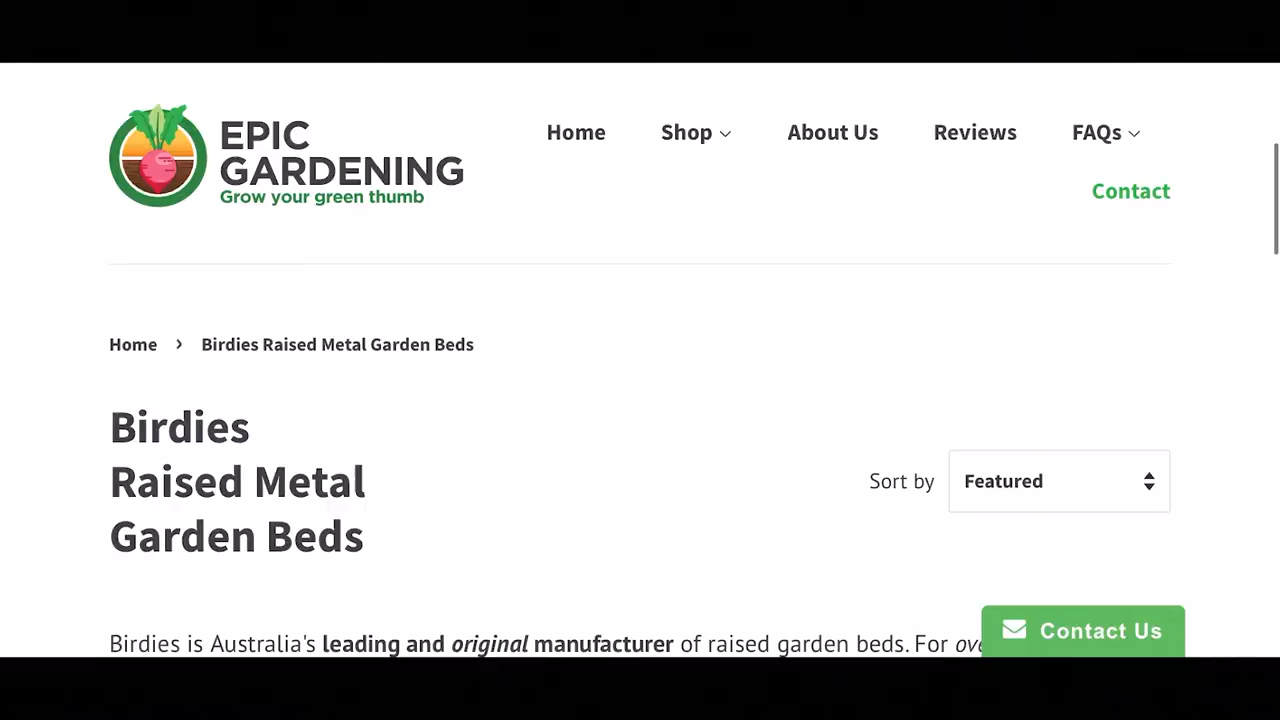 EPIC
GARDENING
Grow your green thumb
Home Shop About Us Reviews FAQs
Contact
Home › Birdies Raised Metal Garden Beds
Birdies
Raised Metal
Garden Beds
Sort by Featured
Birdies is Australia's leading and original manufacturer of raised garden beds. For
Contact Us